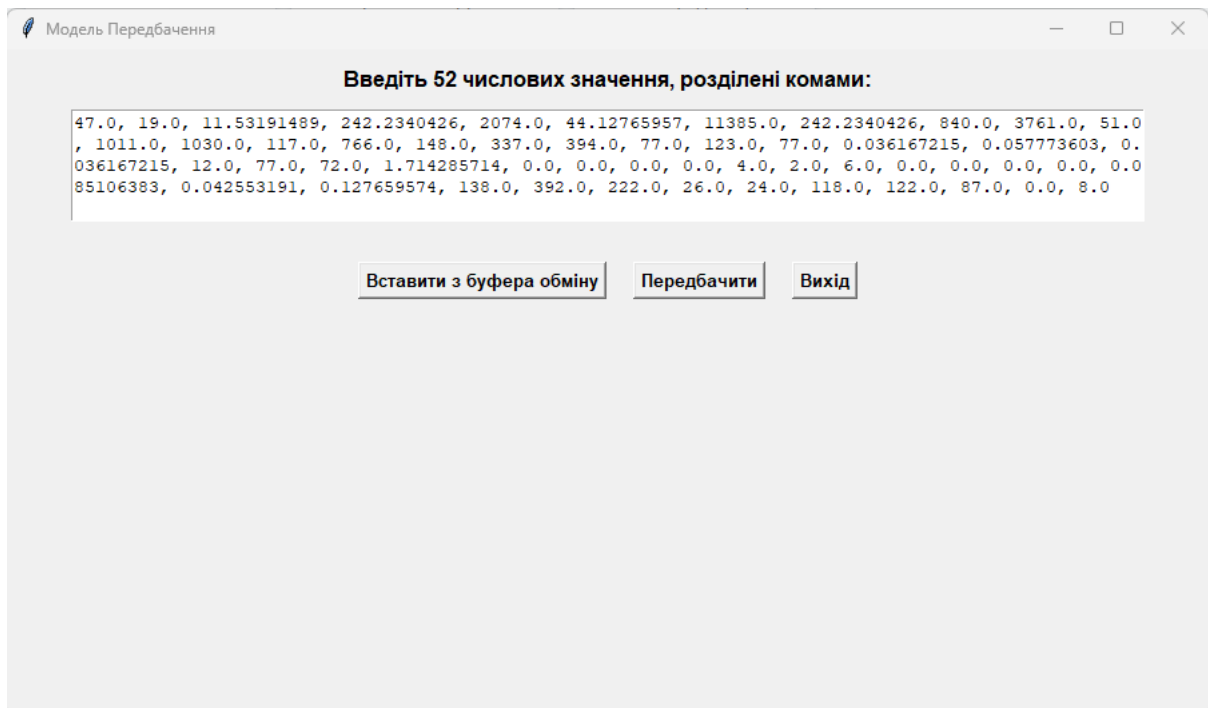 Модель Передбачення
Введіть 52 числових значення, розділені комами:
47.0, 19.0, 11.53191489, 242.2340426, 2074.0, 44.12765957, 11385.0, 242.2340426, 840.0, 3761.0, 51.0
, 1011.0, 1030.0, 117.0, 766.0, 148.0, 337.0, 394.0, 77.0, 123.0, 77.0, 0.036167215, 0.057773603, 0.
036167215, 12.0, 77.0, 72.0, 1.714285714, 0.0, 0.0, 0.0, 0.0, 4.0, 2.0, 6.0, 0.0, 0.0, 0.0, 0.0, 0.0
85106383, 0.042553191, 0.127659574, 138.0, 392.0, 222.0, 26.0, 24.0, 118.0, 122.0, 87.0, 0.0, 8.0
Вставити з буфера обміну Передбачити Вихід